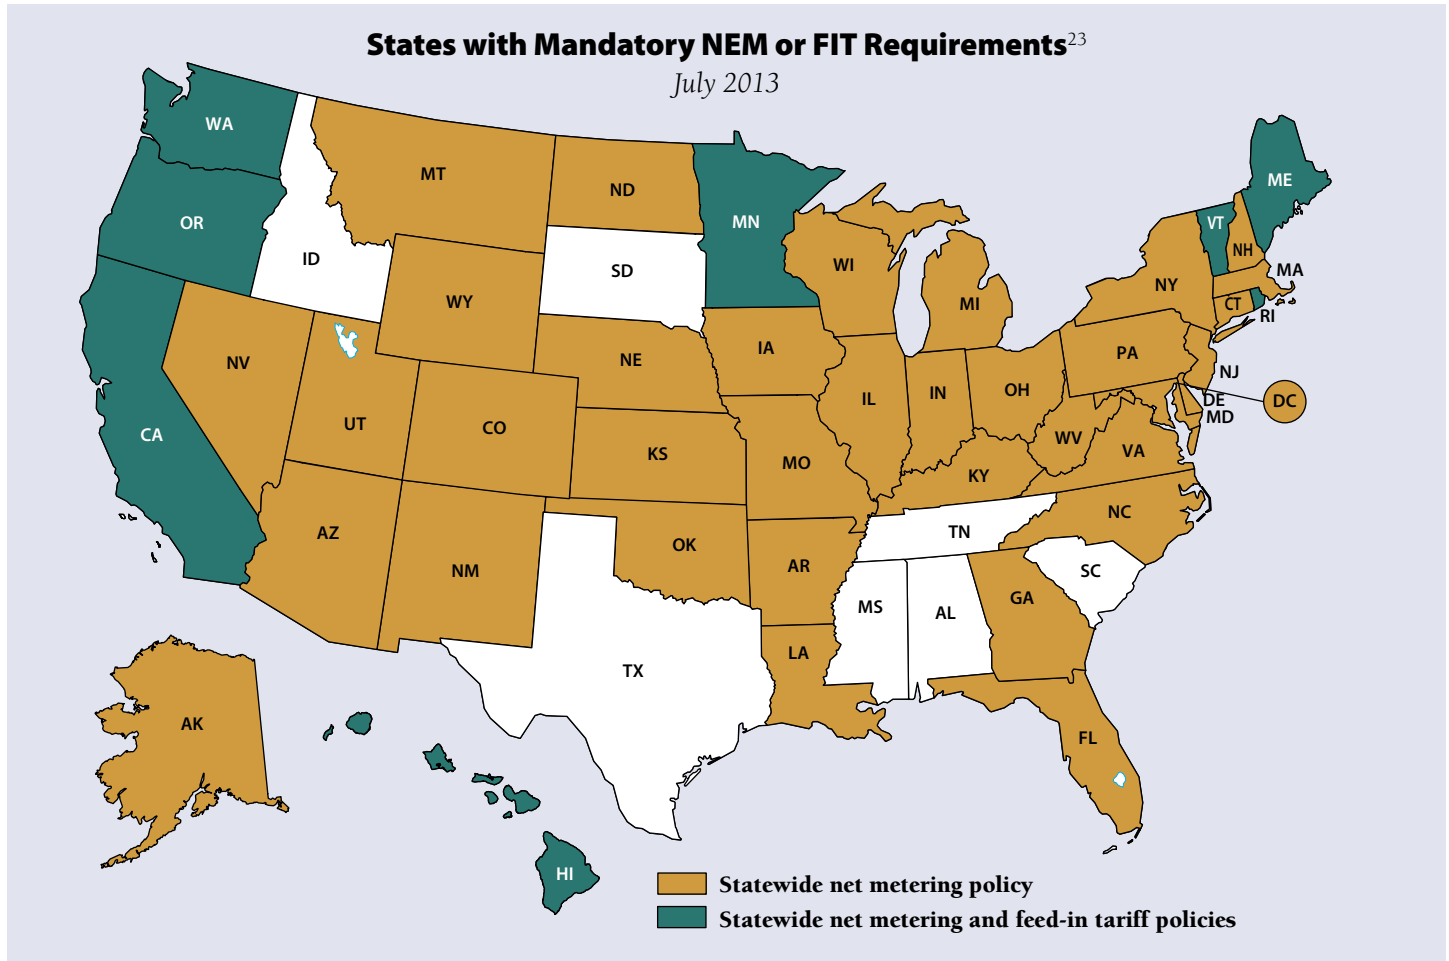 States with Mandatory NEM or FIT Requirements23
July 2013
WA
MT
ND
MN
ME
OR
VT
NH
ID
SD
WI
MA
NY
WY
MI
CT
RI
IA
NV
NE
PA
NJ
IL
IN
OH
DE
DC
MD
UT
CO
CA
WV
VA
KS
MO
KY
NC
AZ
TN
OK
NM
AR
SC
MS
AL
GA
LA
TX
AK
FL
HI
Statewide net metering policy
Statewide net metering and feed-in tariff policies